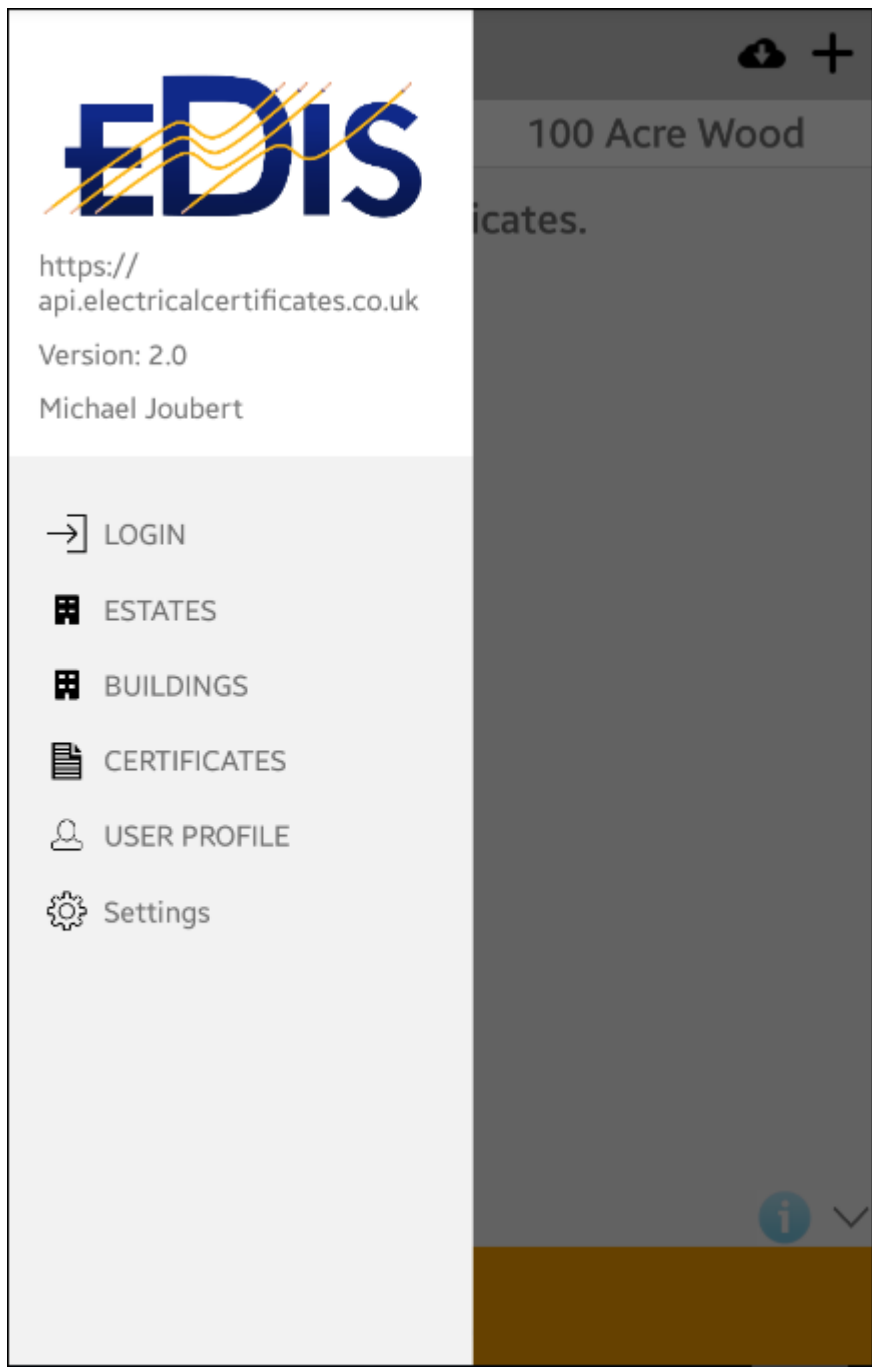 EDIS
100 Acre Wood
icates.
https://
api.electricalcertificates.co.uk
Version: 2.0
Michael Joubert
LOGIN
ESTATES
BUILDINGS
CERTIFICATES
USER PROFILE
Settings
i